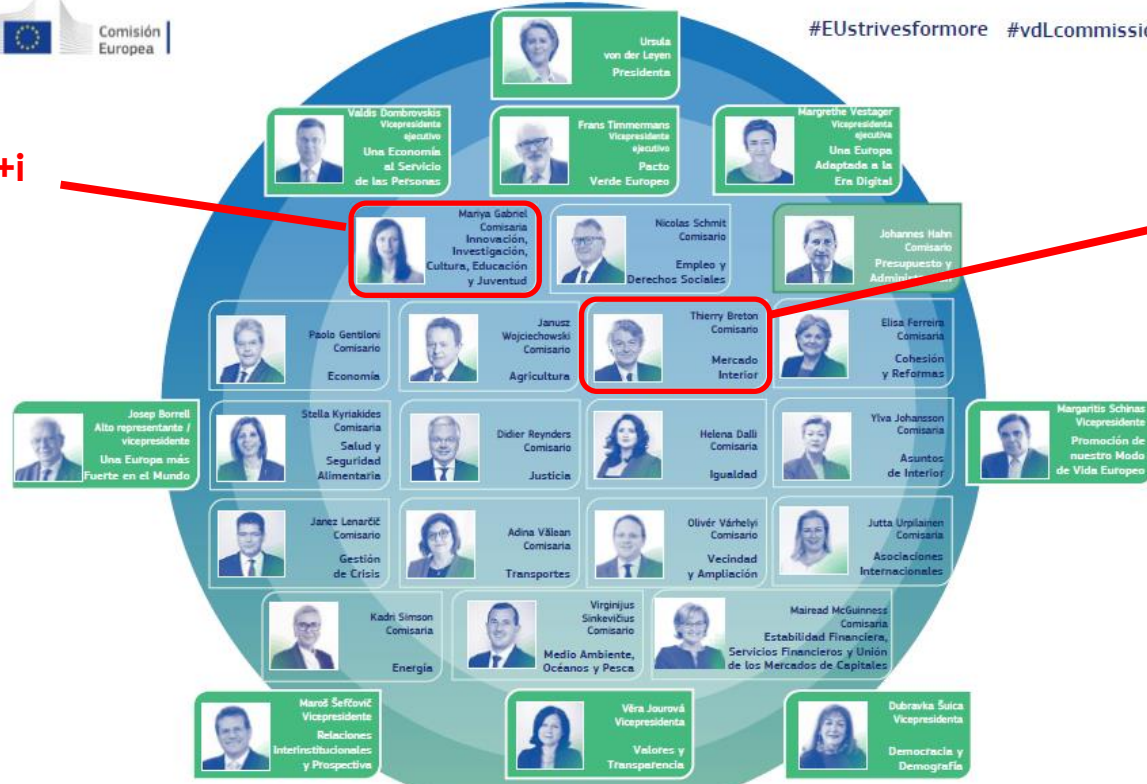 Comisión
Europea
#EUstrivesformore #vdLcommissio
+i
Ursula
von der Leyen
Presidenta
Valdis Dombrovskis
Vicepresidente
ejecutivo
Una Economía
al Servicio
de las Personas
Frans Timmermans
Vicepresidente
ejecutivo
Pacto
Verde Europeo
Margrethe Vestager
Vicepresidenta
ejecutiva
Una Europa
Adaptada a la
Era Digital
Mariya Gabriel
Comisaria
Innovación,
Investigación,
Cultura, Educación
y Juventud
Nicolas Schmit
Comisario
Empleo y
Derechos Sociales
Johannes Hahn
Comisario
Presupuesto y
Paolo Gentiloni
Comisario
Economía
Janusz
Wojciechowski
Comisario
Agricultura
Thierry Breton
Comisario
Mercado
Interior
Elisa Ferreira
Comisaria
Cohesión
y Reformas
Josep Borrell
Alto representante /
vicepresidente
Una Europa más
Fuerte en el Mundo
Stella Kyriakides
Comisaria
Salud y
Seguridad
Alimentaria
Didier Reynders
Comisario
Justicia
Helena Dalli
Comisaria
Igualdad
Ylva Johansson
Comisaria
Asuntos
de Interior
Margaritis Schinas
Vicepresidente
Promoción de
nuestro Modo
de Vida Europeo
Janez Lenarčič
Comisario
Gestión
de Crisis
Adina Vălean
Comisaria
Transportes
Olivér Várhelyi
Comisario
Vecindad
y Ampliación
Jutta Urpilainen
Comisaria
Asociaciones
Internacionales
Kadri Simson
Comisaria
Energía
Virginijus
Sinkevičius
Comisario
Medio Ambiente,
Océanos y Pesca
Mairead McGuinness
Comisaria
Estabilidad Financiera,
Servicios Financieros y Unión
de los Mercados de Capitales
Maroš Šefčovič
Vicepresidente
Relaciones
Interinstitucionales
y Prospectiva
Věra Jourová
Vicepresidenta
Valores y
Transparencia
Dubravka Šuica
Vicepresidenta
Democracia y
Demografía